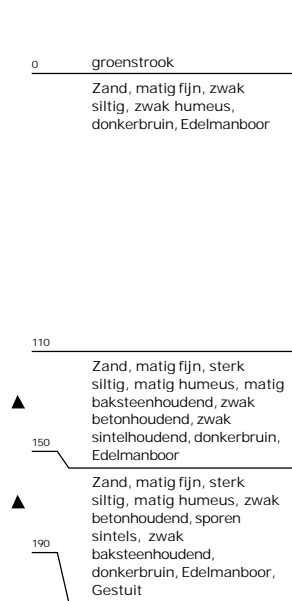 0
groenstrook
Zand, matig fijn, zwak
siltig, zwak humeus,
donkerbruin, Edelmanboor
110
Zand, matig fijn, sterk
siltig, matig humeus, matig
baksteenhoudend, zwak
betonhoudend, zwak
sintelhoudend, donkerbruin,
Edelmanboor
150
Zand, matig fijn, sterk
siltig, matig humeus, zwak
betonhoudend, sporen
sintels, zwak
baksteenhoudend,
donkerbruin, Edelmanboor,
Gestuit
190